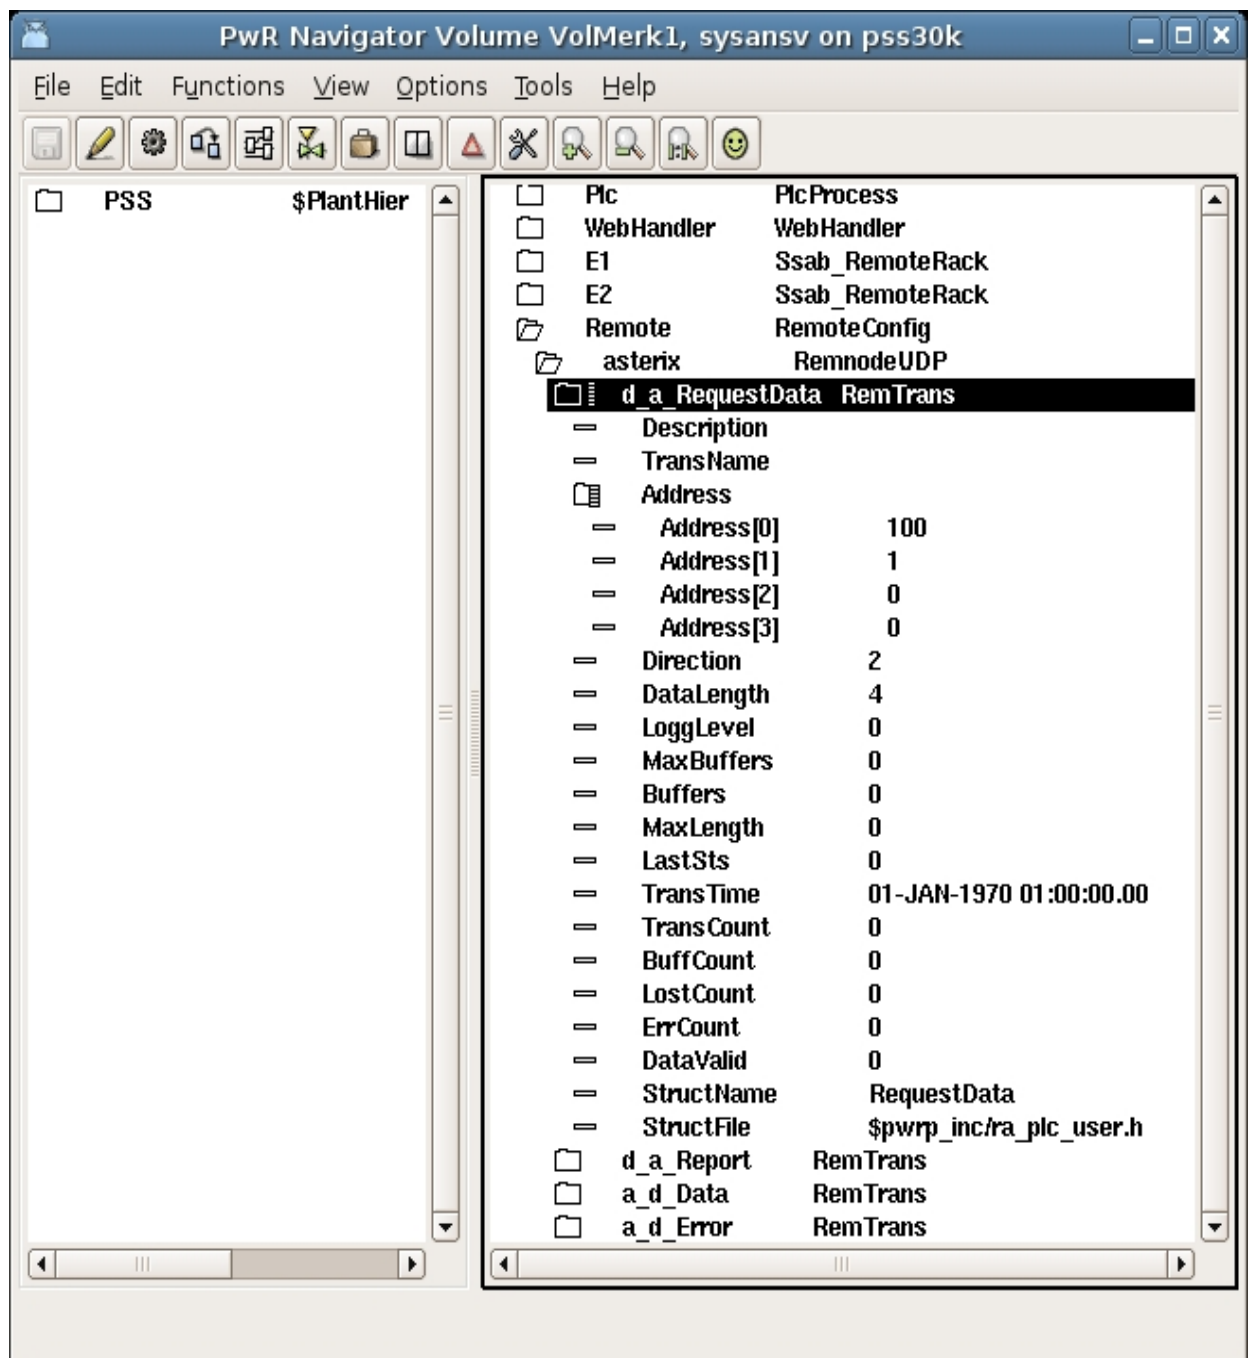 PwR Navigator Volume VolMerk1, sysansv on pss30k
File Edit Functions View Options Tools Help
PSS $PlantHier
Plc PlcProcess
WebHandler WebHandler
E1 Ssab_RemoteRack
E2 Ssab_RemoteRack
Remote RemoteConfig
asterix RemnodeUDP
d_a_RequestData RemTrans
Description
TransName
Address
Address[0] 100
Address[1] 1
Address[2] 0
Address[3] 0
Direction 2
DataLength 4
LoggLevel 0
MaxBuffers 0
Buffers 0
MaxLength 0
LastSts 0
TransTime 01-JAN-1970 01:00:00.00
TransCount 0
BuffCount 0
LostCount 0
ErrCount 0
DataValid 0
StructName RequestData
StructFile $pwrp_inc/ra_plc_user.h
d_a_Report RemTrans
a_d_Data RemTrans
a_d_Error RemTrans